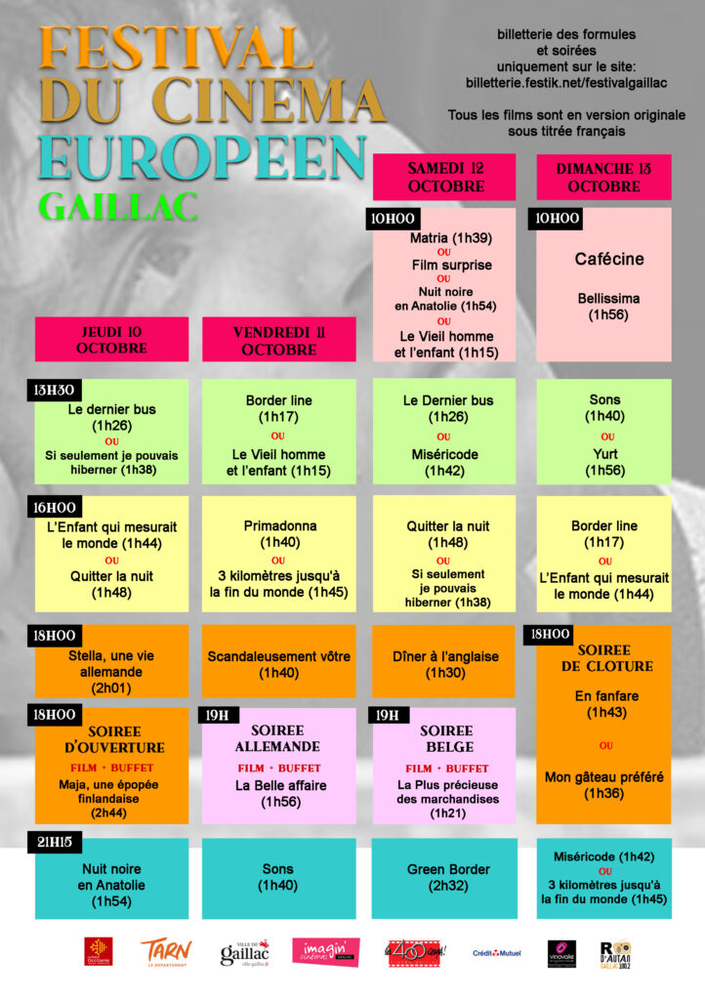 FESTIVAL
DU CINEMA
EUROPEEN
GAILLAC
billetterie des formules
et soirées
uniquement sur le site:
billetterie.festik.net/festivalgaillac
Tous les films sont en version originale
sous titrée français
SAMEDI 12
OCTOBRE
DIMANCHE 13
OCTOBRE
10H00
Matria (1h39)
OU
Film surprise
OU
Nuit noire
en Anatolie (1h54)
OU
Le Vieil homme
et l'enfant (1h15)
10H00
Cafécine
Bellissima
(1h56)
JEUDI 10
OCTOBRE
VENDREDI 11
OCTOBRE
13H30
Le dernier bus
(1h26)
OU
Si seulement je pouvais
hiberner (1h38)
Border line
(1h17)
OU
Le Vieil homme
et l'enfant (1h15)
Le Dernier bus
(1h26)
OU
Miséricode
(1h42)
Sons
(1h40)
OU
Yurt
(1h56)
16H00
L'Enfant qui mesurait
le monde (1h44)
OU
Quitter la nuit
(1h48)
Primadonna
(1h40)
OU
3 kilomètres jusqu'à
la fin du monde (1h45)
Quitter la nuit
(1h48)
OU
Si seulement
je pouvais
hiberner (1h38)
Border line
(1h17)
OU
L'Enfant qui mesurait
le monde (1h44)
18H00
Stella, une vie
allemande
(2h01)
Scandaleusement vôtre
(1h40)
Dîner à l'anglaise
(1h30)
18H00
SOIREE
DE CLOTURE
En fanfare
(1h43)
OU
Mon gâteau préféré
(1h36)
18H00
SOIREE
D'OUVERTURE
FILM + BUFFET
Maja, une épopée
finlandaise
(2h44)
19H
SOIREE
ALLEMANDE
FILM + BUFFET
La Belle affaire
(1h56)
19H
SOIREE
BELGE
FILM + BUFFET
La Plus précieuse
des marchandises
(1h21)
21H15
Nuit noire
en Anatolie
(1h54)
Sons
(1h40)
Green Border
(2h32)
Miséricode (1h42)
OU
3 kilomètres jusqu'à
la fin du monde (1h45)
Occitanie
TARN
LE DÉPARTEMENT
VILLE DE
gaillac
ville-gaillac.fr
imagin'
cinémas
GAILLAC
les 400 coups!
Crédit Mutuel
vinovalie
RADIO
D'AUTAN
GAILLAC 100.2